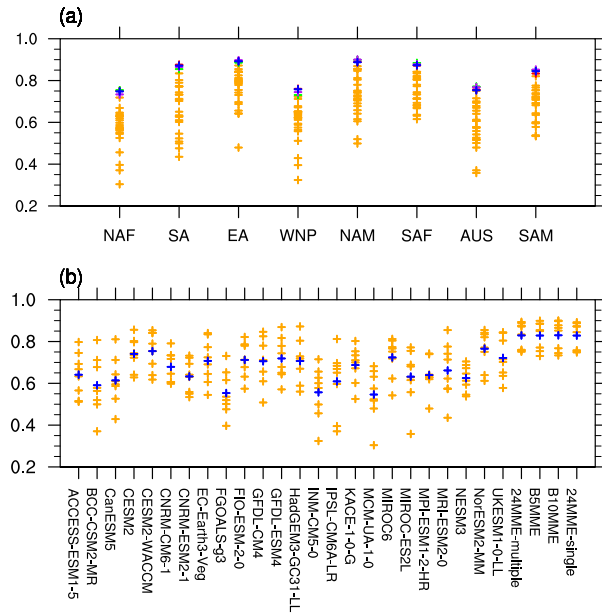 (a)
1.0
0.8
0.6
0.4
0.2
NAF SA EA WNP NAM SAF AUS SAM
(b)
1.0
0.8
0.6
0.4
0.2
ACCESS-ESM1-5
BCC-CSM2-MR
CanESM5
CESM2
CESM2-WACCM
CNRM-CM6-1
CNRM-ESM2-1
EC-Earth3-Veg
FGOALS-g3
FIO-ESM-2-0
GFDL-CM4
GFDL-ESM4
HadGEM3-GC31-LL
INM-CM5-0
IPSL-CM6A-LR
KACE-1-0-G
MCM-UA-1-0
MIROC6
MIROC-ES2L
MPI-ESM1-2-HR
MRI-ESM2-0
NESM3
NorESM2-MM
UKESM1-0-LL
24MME-multiple
B5MME
B10MME
24MME-single